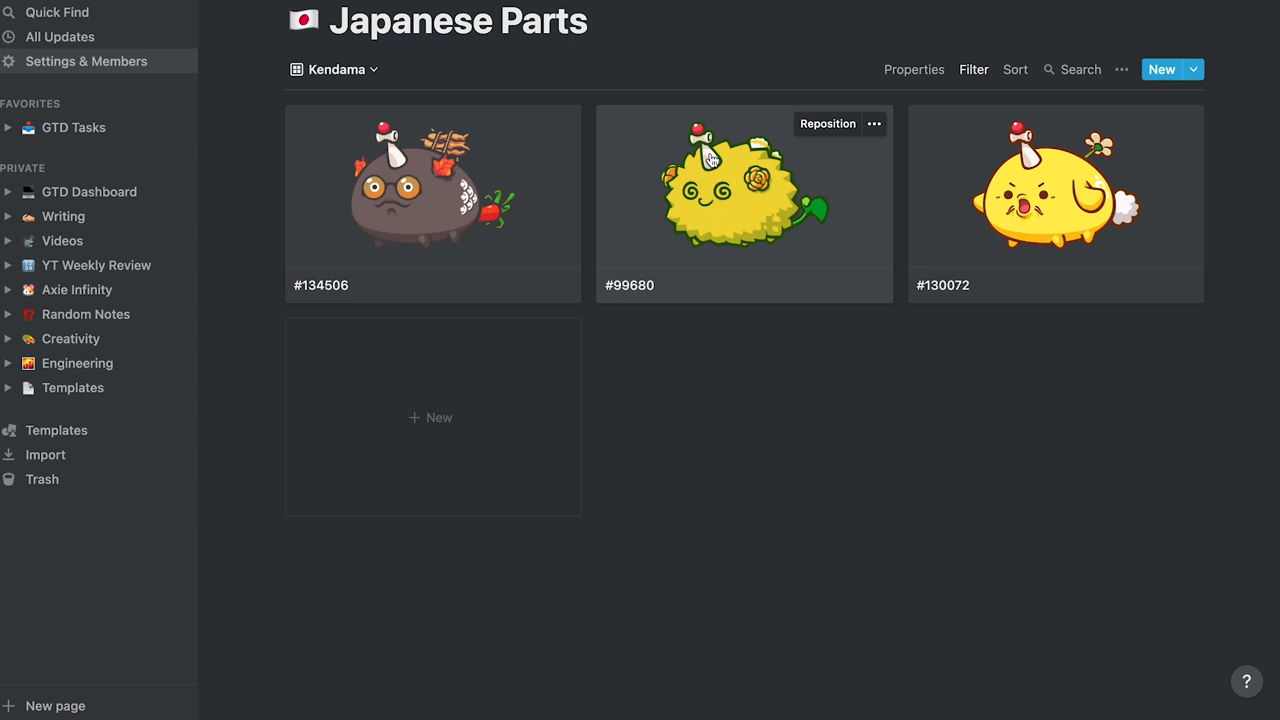 Quick Find
All Updates
Settings & Members
FAVORITES
GTD Tasks
PRIVATE
GTD Dashboard
Writing
Videos
YT Weekly Review
Axie Infinity
Random Notes
Creativity
Engineering
Templates
Templates
Import
Trash
New page
Japanese Parts
Kendama
Properties Filter Sort Search New
Reposition
#134506 #99680 #130072
+ New
?